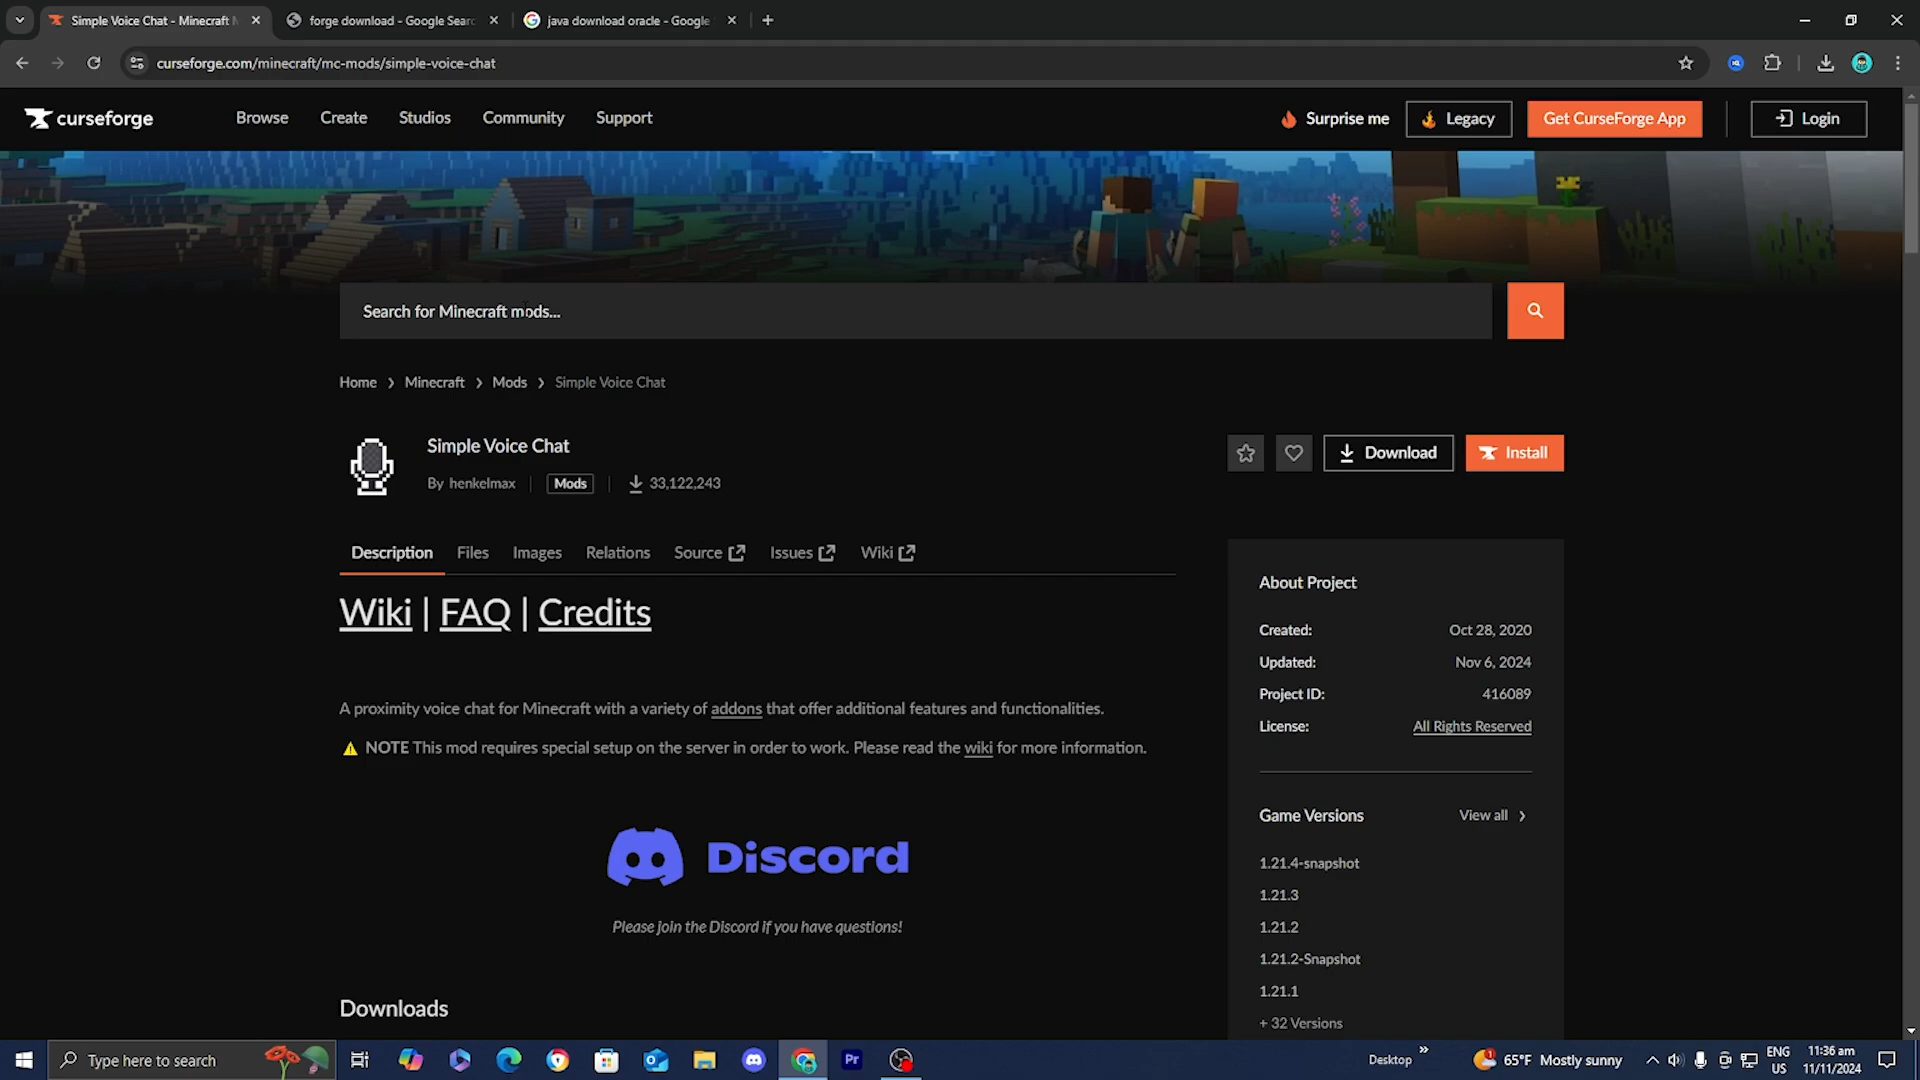 Simple Voice Chat - Minecraft M
forge download - Google Searc
java download oracle - Google
curseforge.com/minecraft/mc-mods/simple-voice-chat
curseforge
Browse
Create
Studios
Community
Support
Surprise me
Legacy
Get CurseForge App
Login
Search for Minecraft mods...
Home > Minecraft > Mods > Simple Voice Chat
Simple Voice Chat
By henkelmax
Mods
33,122,243
Download
Install
Description
Files
Images
Relations
Source
Issues
Wiki
Wiki | FAQ | Credits
A proximity voice chat for Minecraft with a variety of addons that offer additional features and functionalities.
NOTE This mod requires special setup on the server in order to work. Please read the wiki for more information.
Discord
Please join the Discord if you have questions!
Downloads
About Project
Created: Oct 28, 2020
Updated: Nov 6, 2024
Project ID: 416089
License: All Rights Reserved
Game Versions
View all >
1.21.4-snapshot
1.21.3
1.21.2
1.21.2-Snapshot
1.21.1
+ 32 Versions
Type here to search
Pr
Desktop
65°F Mostly sunny
ENG
US
11:36 am
11/11/2024